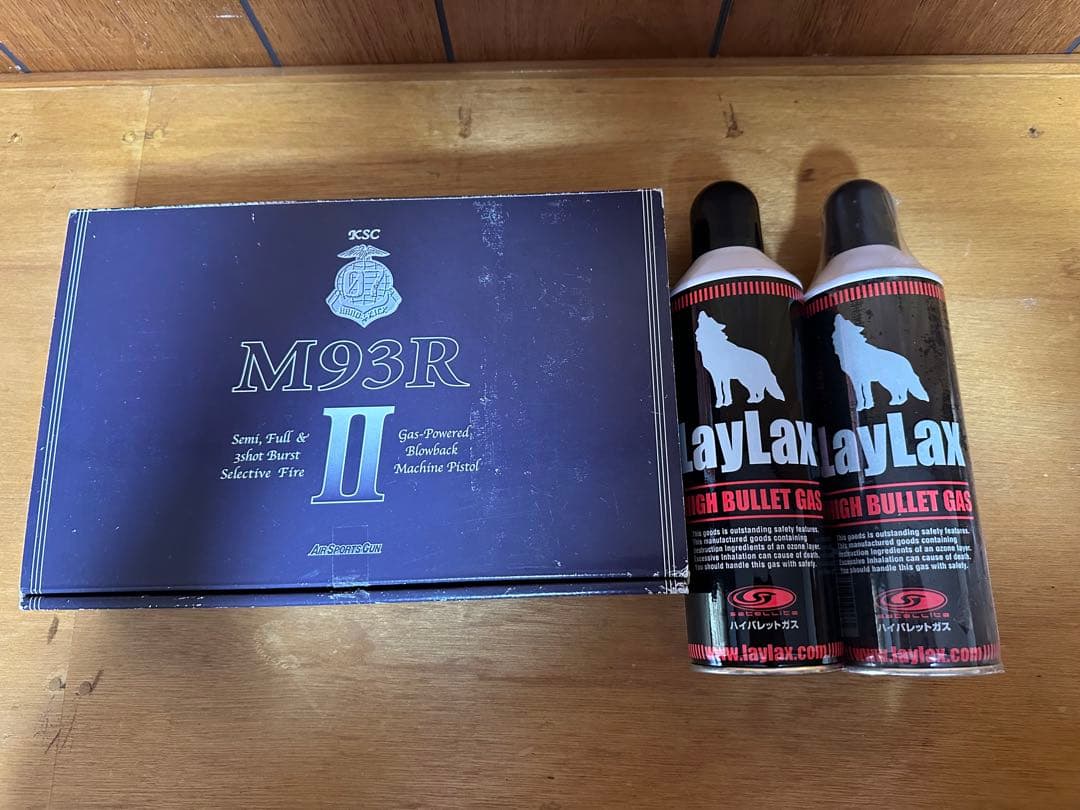 KSC
07
HARD KICK
M93R
II
Semi, Full &
3shot Burst
Selective Fire
Gas-Powered
Blowback
Machine Pistol
AIR SPORTS GUN
LayLax
HIGH BULLET GAS
This goods is outstanding safety features.
This manufactured goods containing
destruction Ingredients of an ozone layer.
Excessive Inhalation can cause of death.
You should handle this gas with safety.
SATELLITE
ハイバレットガス
www.laylax.com
LayLax
HIGH BULLET GAS
This goods is outstanding safety features.
This manufactured goods containing
destruction Ingredients of an ozone layer.
Excessive Inhalation can cause of death.
You should handle this gas with safety.
SATELLITE
ハイバレットガス
www.laylax.com